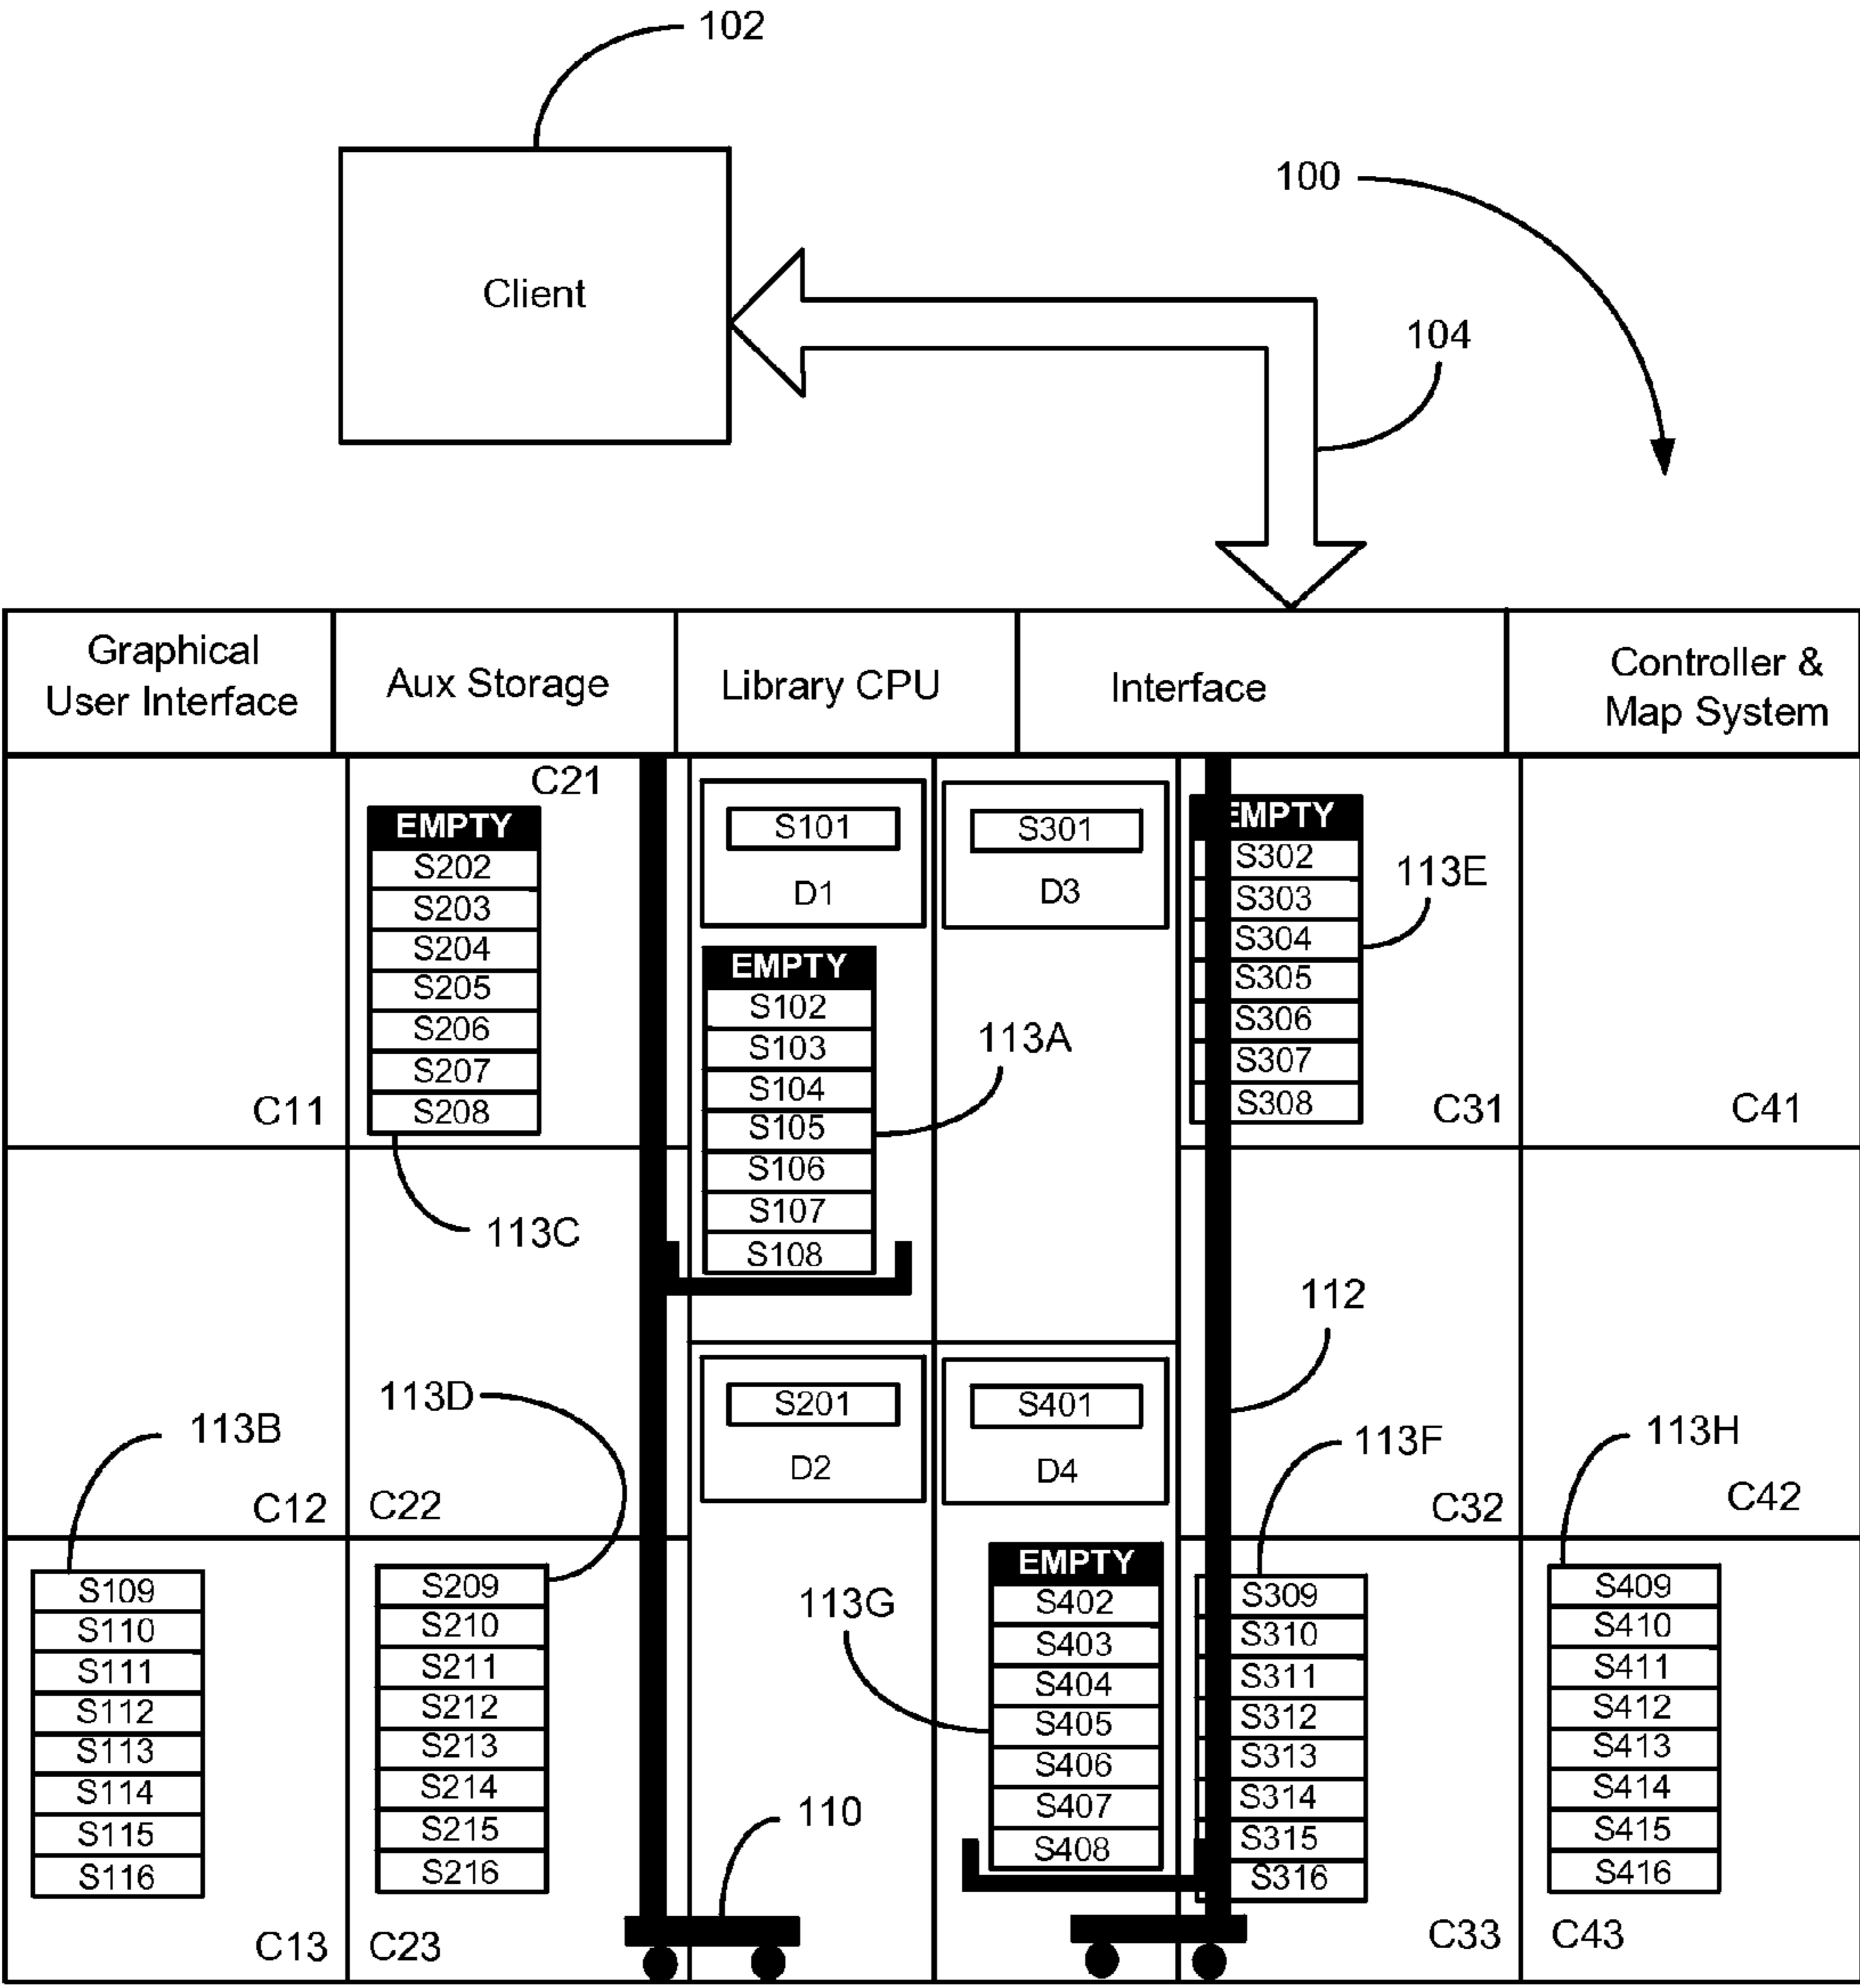 102
100
Client
104
Graphical
User Interface
Aux Storage
Library CPU
Interface
Controller &
Map System
C21
EMPTY
S202
S203
S204
S205
S206
S207
S208
C11
113C
S101
D1
S301
D3
EMPTY
S102
S103
S104
S105
S106
S107
S108
113A
EMPTY
S302
S303
S304
S305
S306
S307
S308
113E
C31
C41
112
113B
C12
113D
C22
S201
D2
S401
D4
113F
C32
113H
C42
S109
S110
S111
S112
S113
S114
S115
S116
C13
S209
S210
S211
S212
S213
S214
S215
S216
C23
110
113G
EMPTY
S402
S403
S404
S405
S406
S407
S408
S309
S310
S311
S312
S313
S314
S315
S316
C33
S409
S410
S411
S412
S413
S414
S415
S416
C43